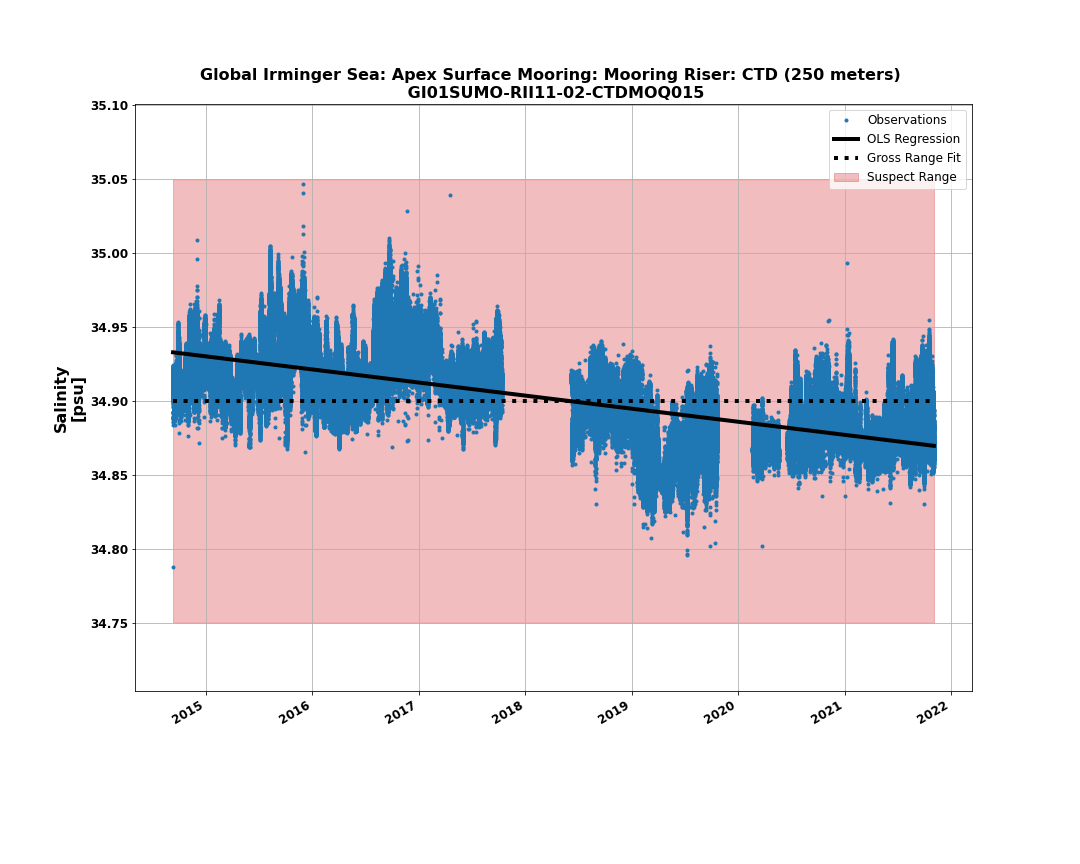 Global Irminger Sea: Apex Surface Mooring: Mooring Riser: CTD (250 meters)
GI01SUMO-RII11-02-CTDMOQ015
35.10
35.05
35.00
34.95
34.90
34.85
34.80
34.75
Salinity
[psu]
Observations
OLS Regression
Gross Range Fit
Suspect Range
2015
2016
2017
2018
2019
2020
2021
2022